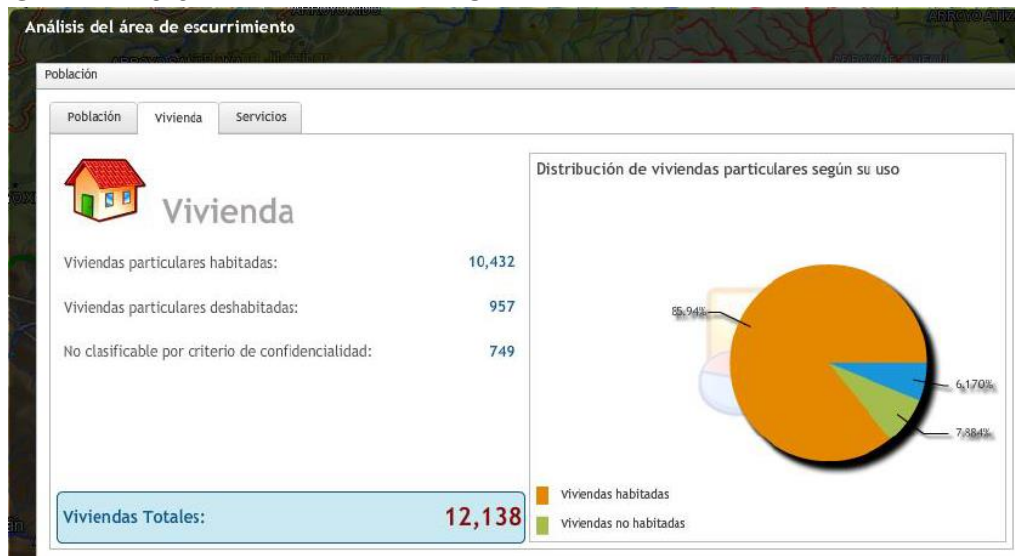 Análisis del área de escurrimiento
Población
Población
Vivienda
Servicios
Vivienda
Viviendas particulares habitadas: 10,432
Viviendas particulares deshabitadas: 957
No clasificable por criterio de confidencialidad: 749
Viviendas Totales: 12,138
Distribución de viviendas particulares según su uso
85.94%
6.170%
7.884%
Viviendas habitadas
Viviendas no habitadas